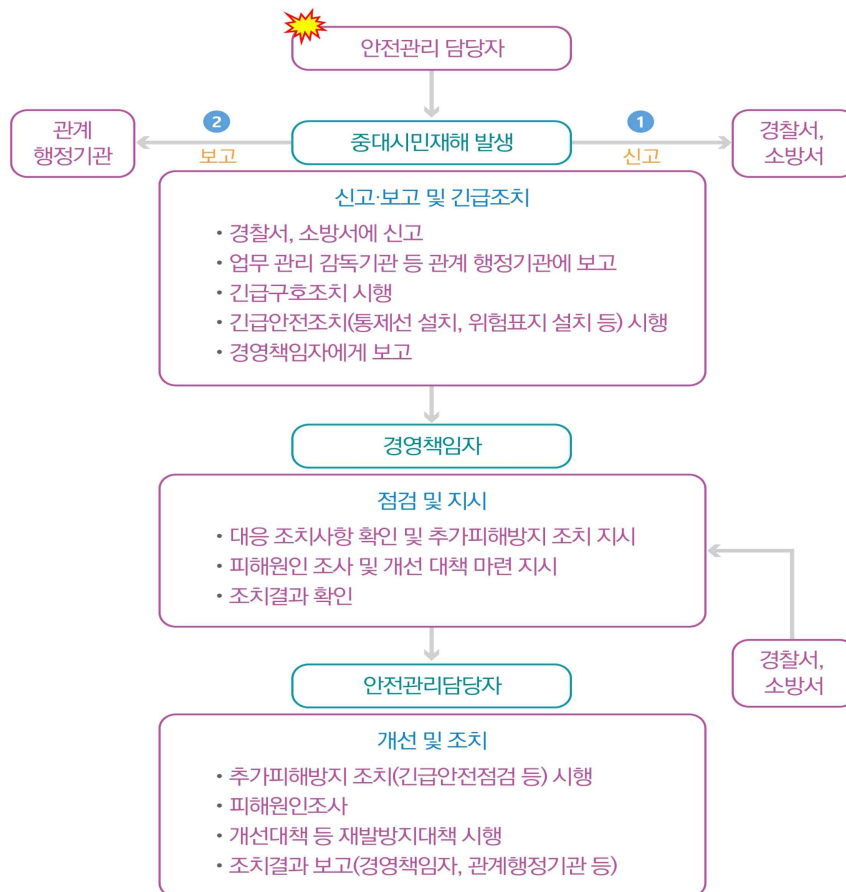 안전관리 담당자
관계
행정기관
2
보고
중대시민재해 발생
1
신고
경찰서,
소방서
신고·보고 및 긴급조치
• 경찰서, 소방서에 신고
• 업무 관리 감독기관 등 관계 행정기관에 보고
• 긴급구호조치 시행
• 긴급안전조치(통제선 설치, 위험표지 설치 등) 시행
• 경영책임자에게 보고
경영책임자
점검 및 지시
• 대응 조치사항 확인 및 추가피해방지 조치 지시
• 피해원인 조사 및 개선 대책 마련 지시
• 조치결과 확인
경찰서,
소방서
안전관리담당자
개선 및 조치
• 추가피해방지 조치(긴급안전점검 등) 시행
• 피해원인조사
• 개선대책 등 재발방지대책 시행
• 조치결과 보고(경영책임자, 관계행정기관 등)